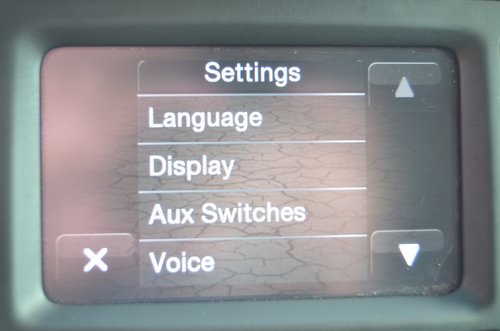 Settings
Language
Display
Aux Switches
Voice